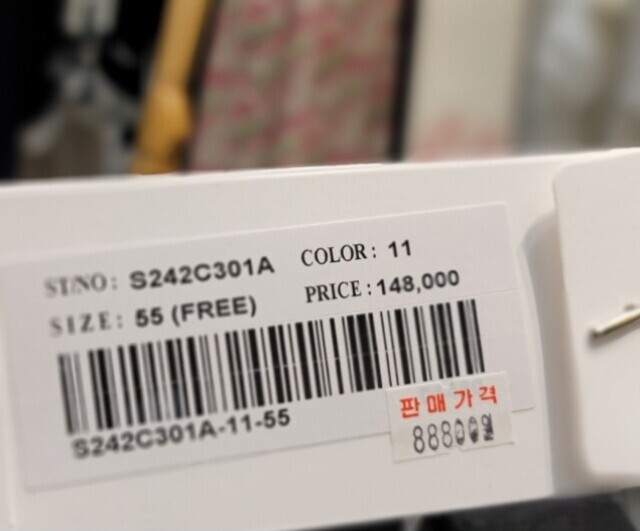 ST/NO: S242C301A COLOR: 11
SIZE: 55 (FREE) PRICE: 148,000
S242C301A-11-55
판매가격
88800원